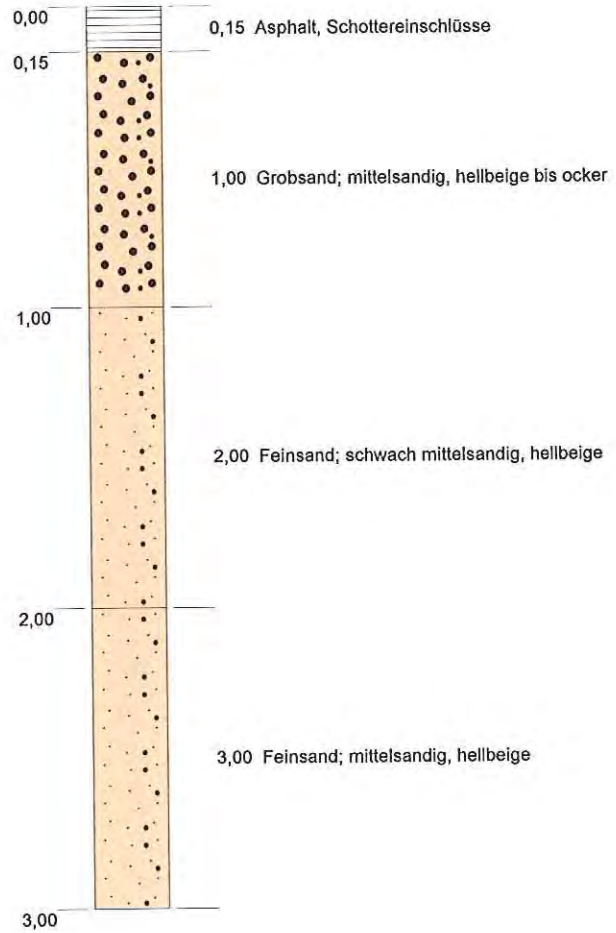 0,00
0,15 Asphalt, Schottereinschlüsse
0,15
1,00 Grobsand; mittelsandig, hellbeige bis ocker
1,00
2,00 Feinsand; schwach mittelsandig, hellbeige
2,00
3,00 Feinsand; mittelsandig, hellbeige
3,00